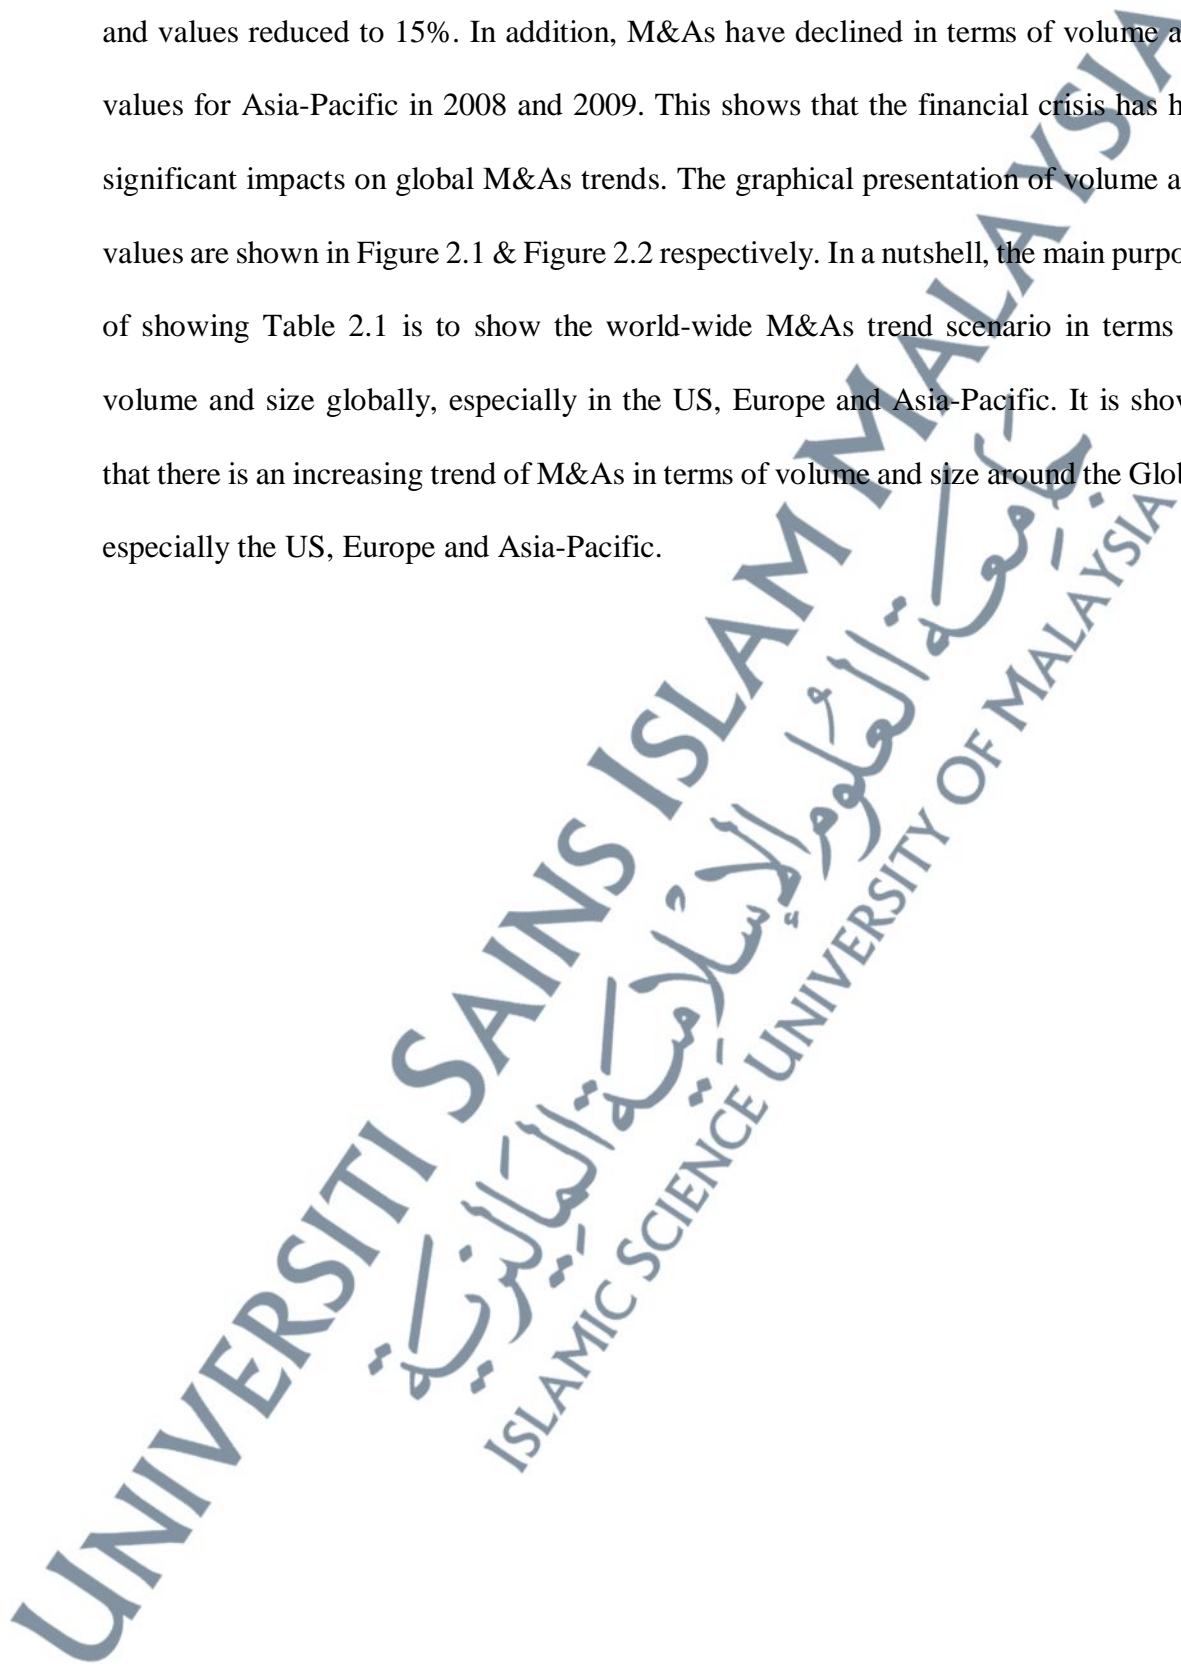 and values reduced to 15%. In addition, M&As have declined in terms of volume a
values for Asia-Pacific in 2008 and 2009. This shows that the financial crisis has h
significant impacts on global M&As trends. The graphical presentation of volume a
values are shown in Figure 2.1 & Figure 2.2 respectively. In a nutshell, the main purpo
of showing Table 2.1 is to show the world-wide M&As trend scenario in terms
volume and size globally, especially in the US, Europe and Asia-Pacific. It is show
that there is an increasing trend of M&As in terms of volume and size around the Glob
especially the US, Europe and Asia-Pacific.
UNIVERSITI SAINS ISLAM MALAYSIA
جامعة العلوم الإسلامية الماليزية
ISLAMIC SCIENCE UNIVERSITY OF MALAYSIA